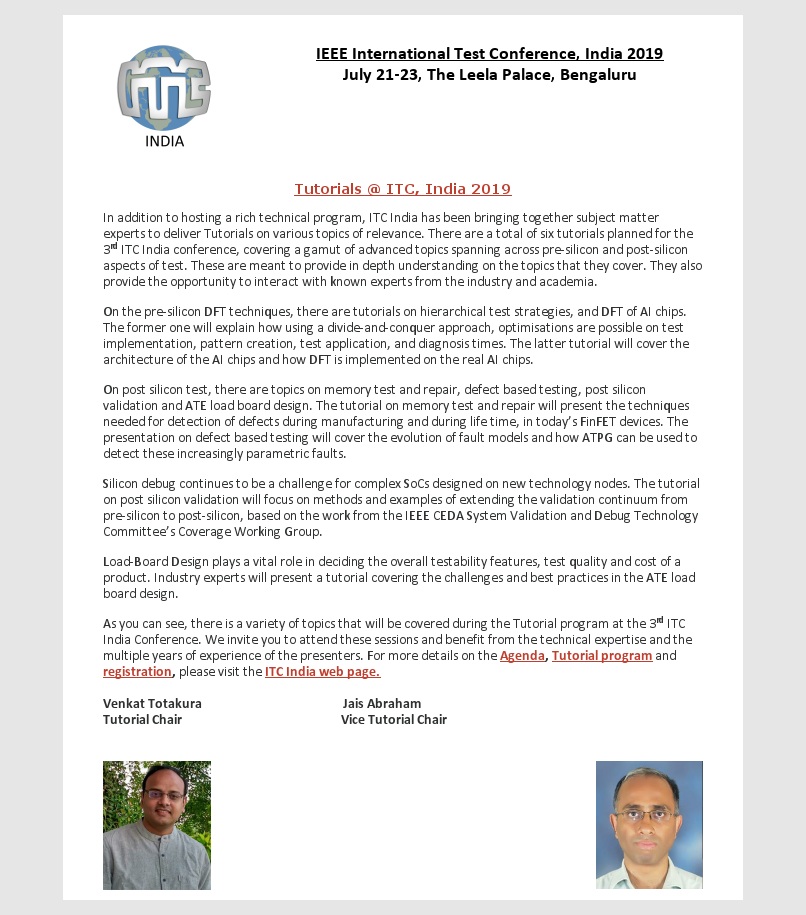 IEEE International Test Conference, India 2019
July 21-23, The Leela Palace, Bengaluru
ITC
INDIA
Tutorials @ ITC, India 2019
In addition to hosting a rich technical program, ITC India has been bringing together subject matter
experts to deliver Tutorials on various topics of relevance. There are a total of six tutorials planned for the
3rd ITC India conference, covering a gamut of advanced topics spanning across pre-silicon and post-silicon
aspects of test. These are meant to provide in depth understanding on the topics that they cover. They also
provide the opportunity to interact with known experts from the industry and academia.
On the pre-silicon DFT techniques, there are tutorials on hierarchical test strategies, and DFT of AI chips.
The former one will explain how using a divide-and-conquer approach, optimisations are possible on test
implementation, pattern creation, test application, and diagnosis times. The latter tutorial will cover the
architecture of the AI chips and how DFT is implemented on the real AI chips.
On post silicon test, there are topics on memory test and repair, defect based testing, post silicon
validation and ATE load board design. The tutorial on memory test and repair will present the techniques
needed for detection of defects during manufacturing and during life time, in today's FinFET devices. The
presentation on defect based testing will cover the evolution of fault models and how ATPG can be used to
detect these increasingly parametric faults.
Silicon debug continues to be a challenge for complex SoCs designed on new technology nodes. The tutorial
on post silicon validation will focus on methods and examples of extending the validation continuum from
pre-silicon to post-silicon, based on the work from the IEEE CEDA System Validation and Debug Technology
Committee's Coverage Working Group.
Load-Board Design plays a vital role in deciding the overall testability features, test quality and cost of a
product. Industry experts will present a tutorial covering the challenges and best practices in the ATE load
board design.
As you can see, there is a variety of topics that will be covered during the Tutorial program at the 3rd ITC
India Conference. We invite you to attend these sessions and benefit from the technical expertise and the
multiple years of experience of the presenters. For more details on the Agenda, Tutorial program and
registration, please visit the ITC India web page.
Venkat Totakura Jais Abraham
Tutorial Chair Vice Tutorial Chair